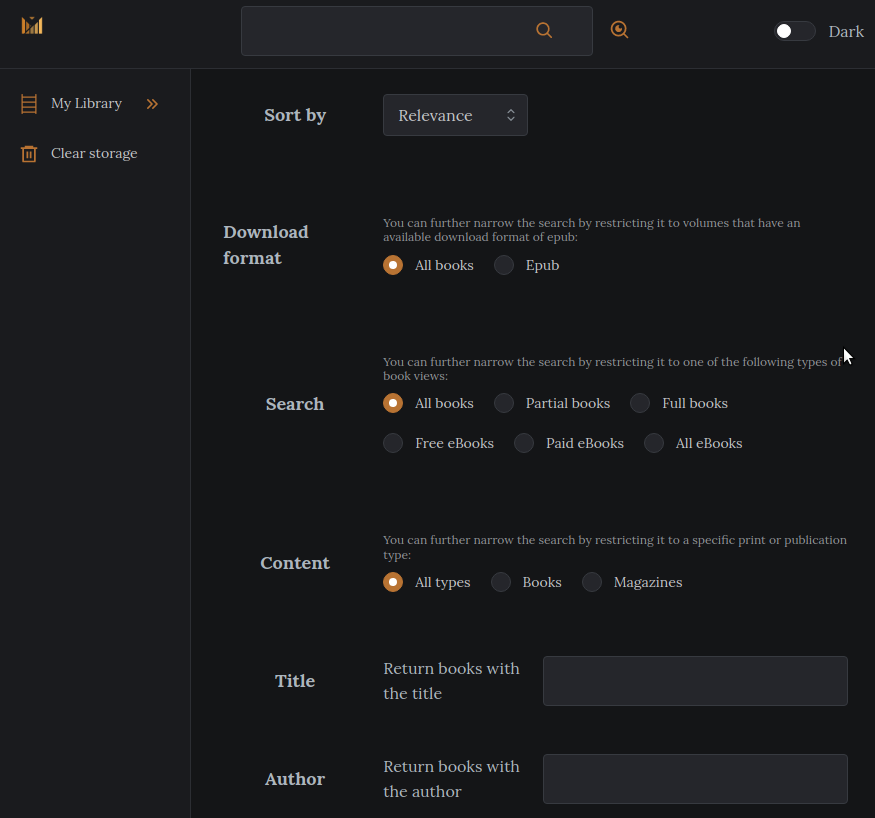 Dark
My Library
Clear storage
Sort by
Relevance
Download
format
You can further narrow the search by restricting it to volumes that have an
available download format of epub:
All books
Epub
You can further narrow the search by restricting it to one of the following types of
book views:
Search
All books
Partial books
Full books
Free eBooks
Paid eBooks
All eBooks
You can further narrow the search by restricting it to a specific print or publication
type:
Content
All types
Books
Magazines
Title
Return books with
the title
Author
Return books with
the author